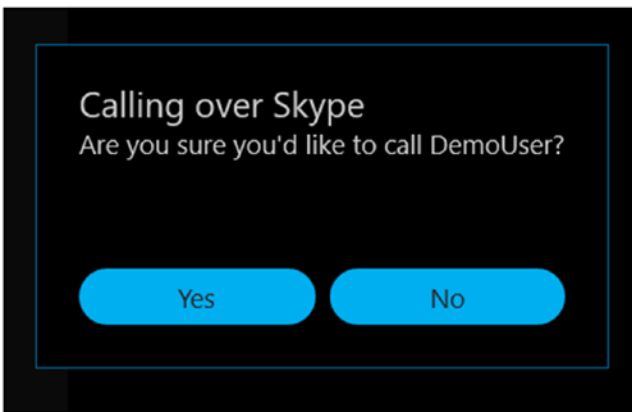 Calling over Skype
Are you sure you'd like to call DemoUser?
Yes No